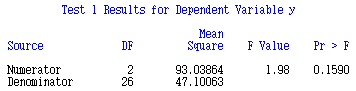 Test 1 Results for Dependent Variable y
Mean
Source DF Square F Value Pr > F
Numerator 2 93.03864 1.98 0.1590
Denominator 26 47.10063